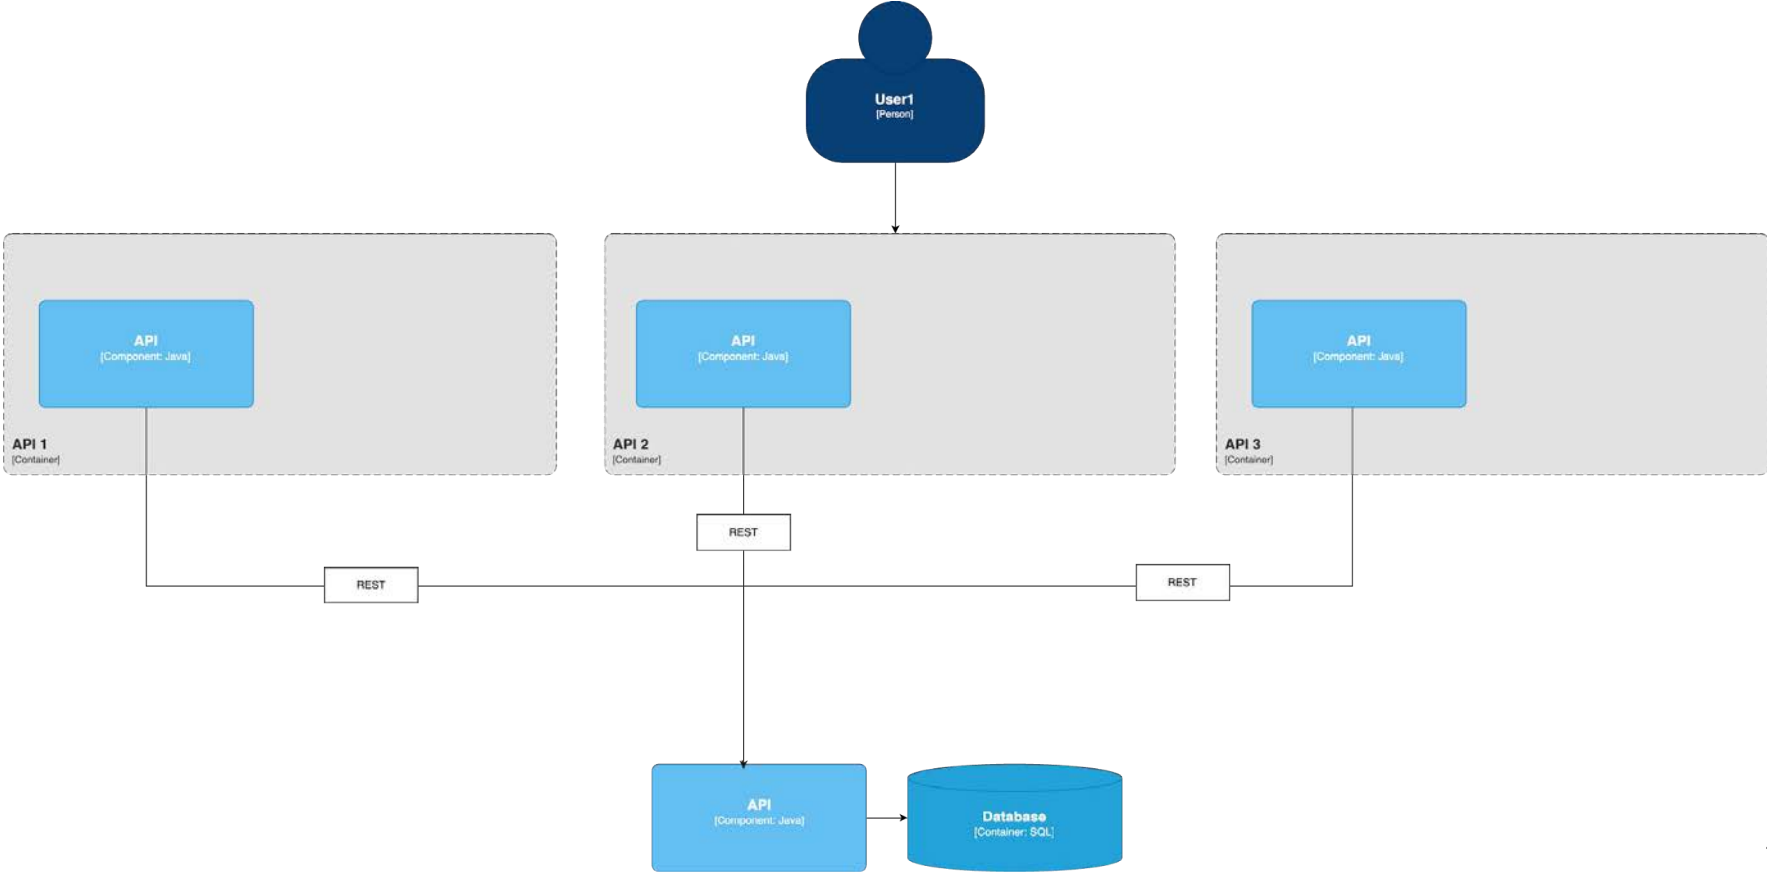 User1
[Person]
API
[Component: Java]
API
[Component: Java]
API
[Component: Java]
API 1
[Container]
API 2
[Container]
API 3
[Container]
REST
REST
REST
API
[Component: Java]
Database
[Container: SQL]